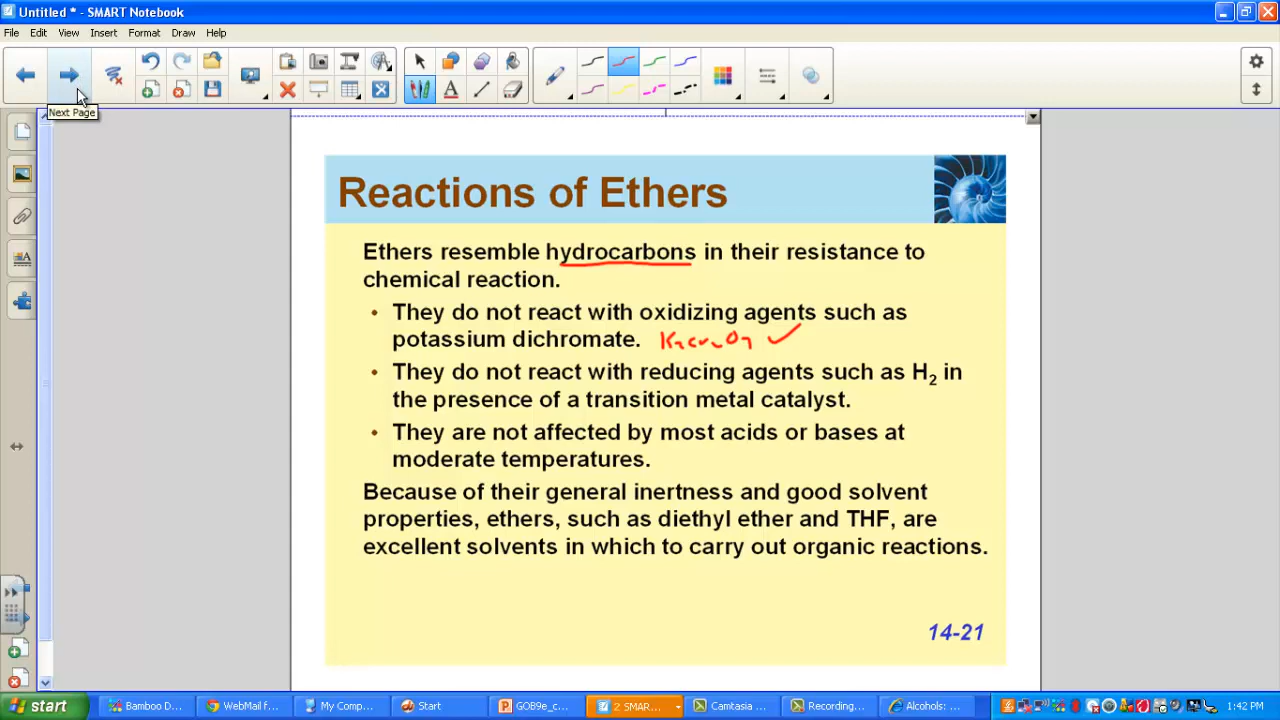 Untitled * - SMART Notebook
File Edit View Insert Format Draw Help
A
Next Page
Reactions of Ethers
Ethers resemble hydrocarbons in their resistance to
chemical reaction.
• They do not react with oxidizing agents such as
potassium dichromate. K2Cr2O7 ✓
• They do not react with reducing agents such as H2 in
the presence of a transition metal catalyst.
• They are not affected by most acids or bases at
moderate temperatures.
Because of their general inertness and good solvent
properties, ethers, such as diethyl ether and THF, are
excellent solvents in which to carry out organic reactions.
14-21
start Bamboo D... WebMail f... My Comp... Start GOB9e_c... 2 SMAR... Camtasia ... Recording... Alcohols: ... 1:42 PM